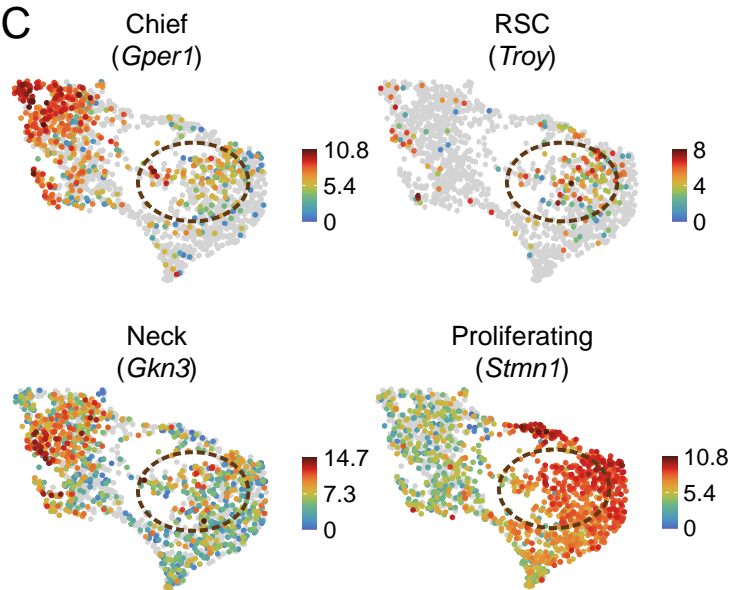 C
Chief
(Gper1)
10.8
5.4
0
RSC
(Troy)
8
4
0
Neck
(Gkn3)
14.7
7.3
0
Proliferating
(Stmn1)
10.8
5.4
0